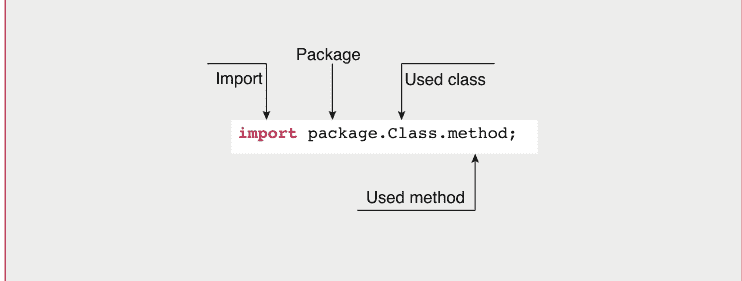 Package
Import
Used class
import package.Class.method;
Used method